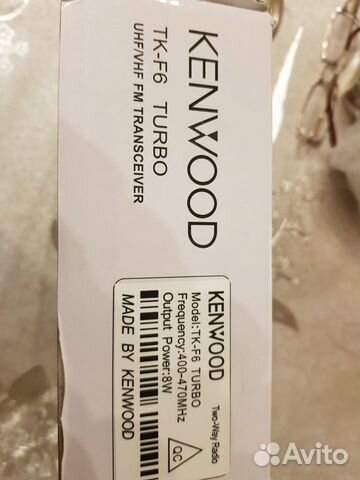 KENWOOD
TK-F6 TURBO
UHF/VHF FM TRANSCEIVER
KENWOOD Two-Way Radio
Model:TK-F6 TURBO
Frequency:400-470MHz
Output Power:8W
QC
MADE BY KENWOOD
Avito